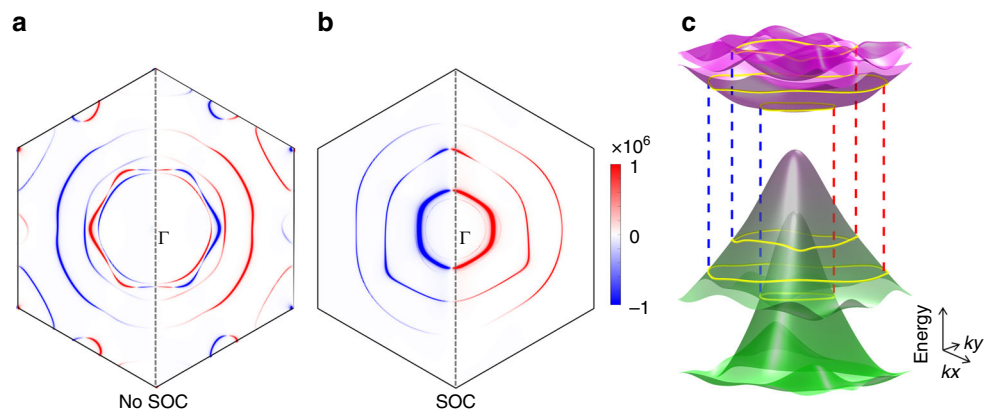 a
b
c
Γ
Γ
×10⁶
1
0
−1
No SOC
SOC
Energy
ky
kx